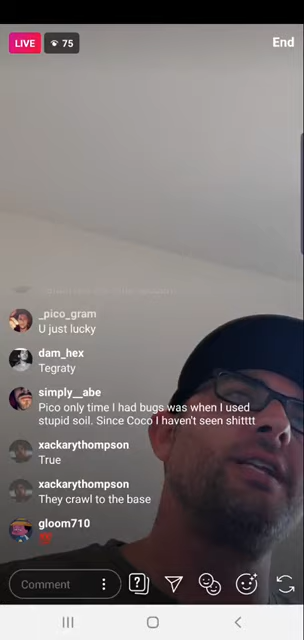 LIVE
75
End
_pico_gram
U just lucky
dam_hex
Tegraty
simply__abe
Pico only time I had bugs was when I used
stupid soil. Since Coco I haven't seen shitttt
xackarythompson
True
xackarythompson
They crawl to the base
gloom710
💯
Comment